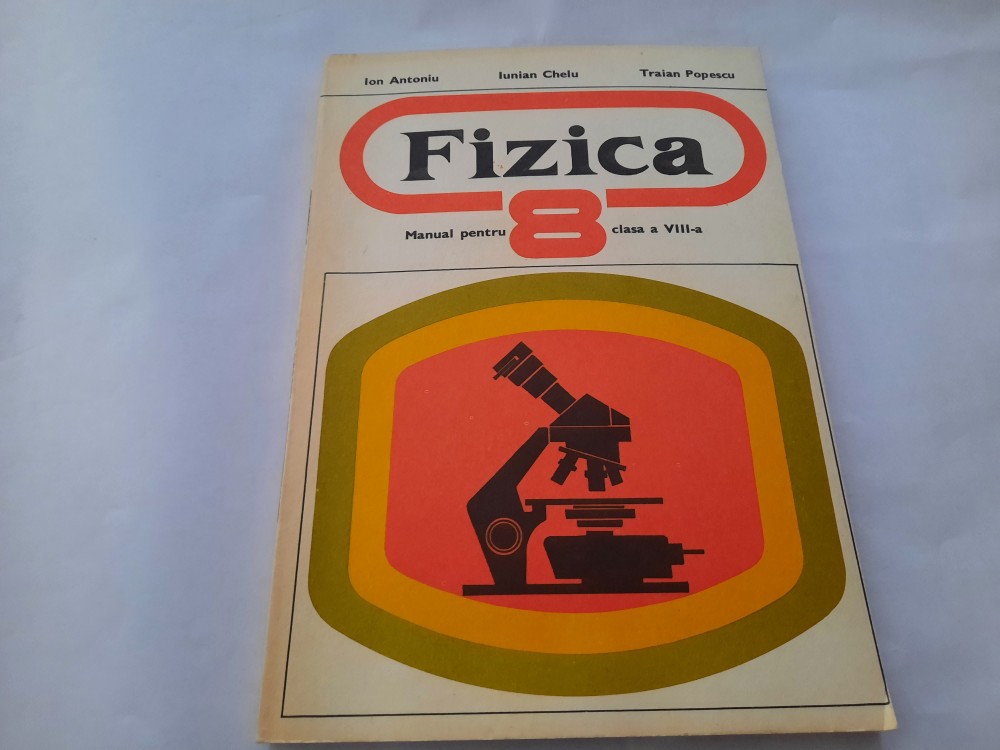 Ion Antoniu Iunian Chelu Traian Popescu
Fizica
8
Manual pentru clasa a VIII-a